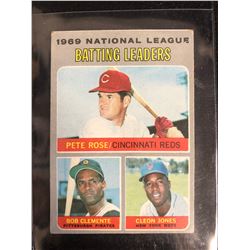 1969 NATIONAL LEAGUE
BATTING LEADERS
PETE ROSE/CINCINNATI REDS
BOB CLEMENTE
PITTSBURGH PIRATES
CLEON JONES
NEW YORK METS